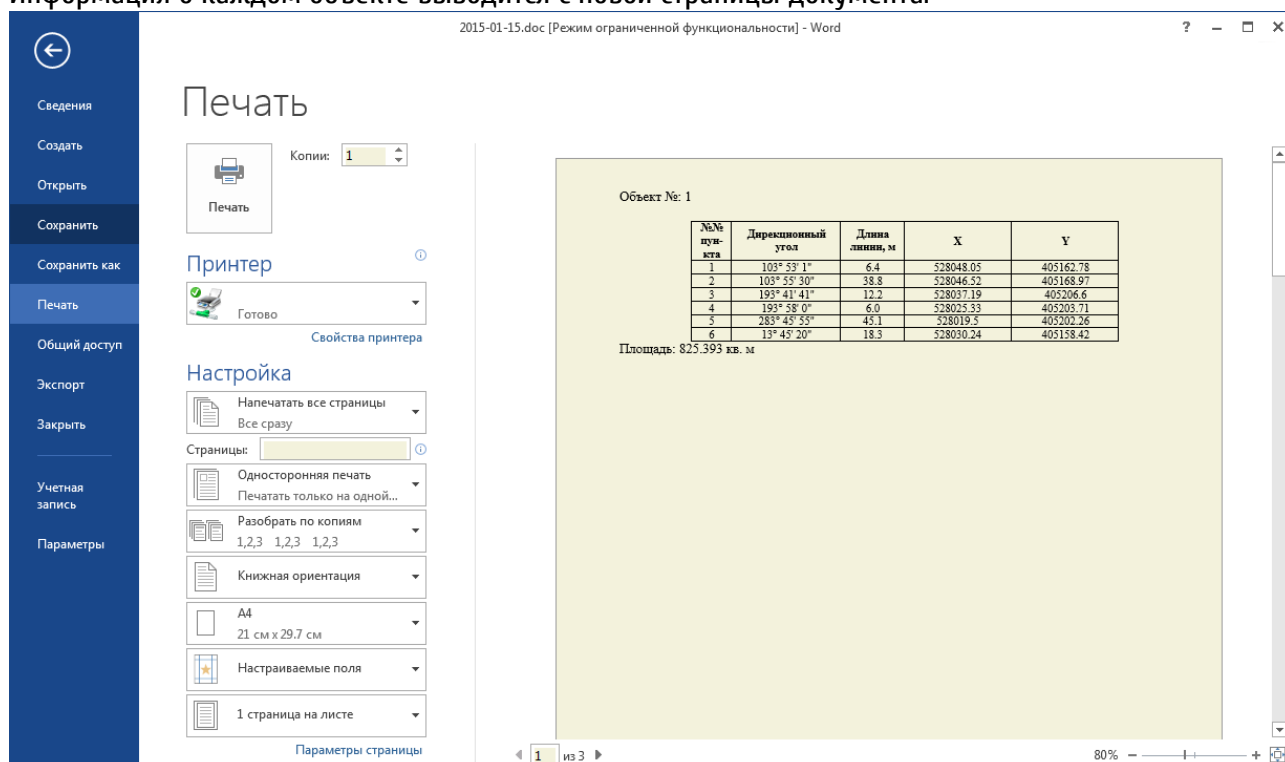 Информация о каждом объекте выводится с новой страницы документа.
2015-01-15.doc [Режим ограниченной функциональности] - Word
?
Сведения
Создать
Открыть
Сохранить
Сохранить как
Печать
Общий доступ
Экспорт
Закрыть
Учетная
запись
Параметры
Печать
Копии: 1
Печать
Принтер
Готово
Свойства принтера
Настройка
Напечатать все страницы
Все сразу
Страницы:
Односторонняя печать
Печатать только на одной...
Разобрать по копиям
1,2,3 1,2,3 1,2,3
Книжная ориентация
A4
21 см x 29.7 см
Настраиваемые поля
1 страница на листе
Параметры страницы
Объект №: 1
№№ пун-кта Дирекционный угол Длина линии, м X Y
1 103° 53' 1" 6.4 528048.05 405162.78
2 103° 55' 30" 38.8 528046.52 405168.97
3 193° 41' 41" 12.2 528037.19 405206.6
4 193° 58' 0" 6.0 528025.33 405203.71
5 283° 45' 55" 45.1 528019.5 405202.26
6 13° 45' 20" 18.3 528030.24 405158.42
Площадь: 825.393 кв. м
1 из 3
80%